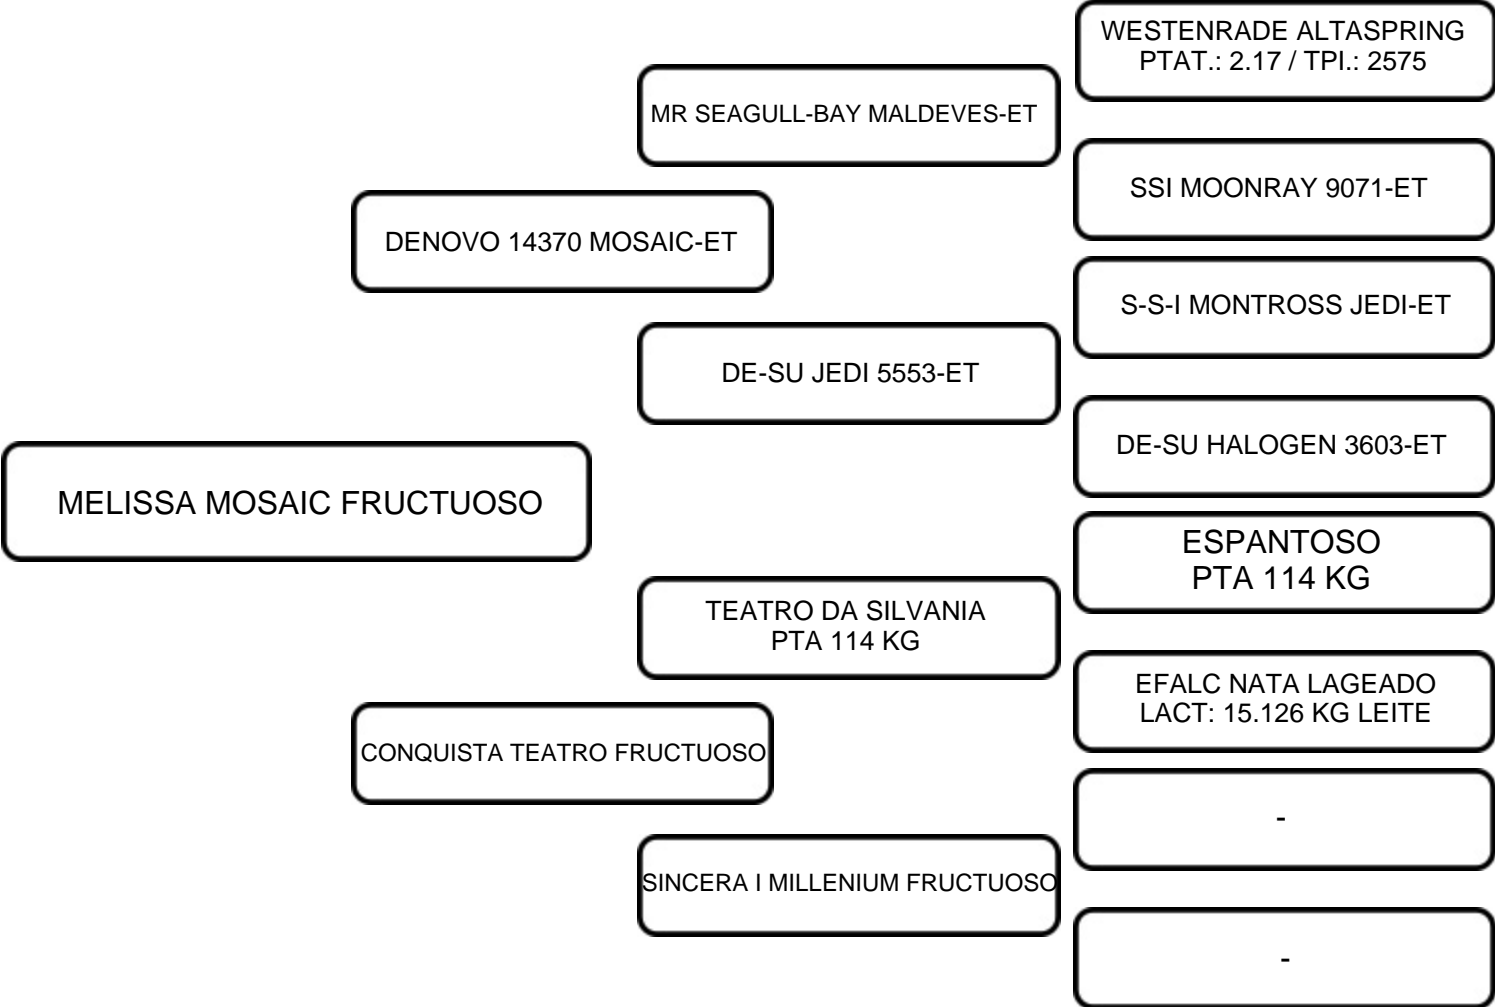 WESTENRADE ALTASPRING
PTAT.: 2.17 / TPI.: 2575
MR SEAGULL-BAY MALDEVES-ET
SSI MOONRAY 9071-ET
DENOVO 14370 MOSAIC-ET
S-S-I MONTROSS JEDI-ET
DE-SU JEDI 5553-ET
DE-SU HALOGEN 3603-ET
MELISSA MOSAIC FRUCTUOSO
ESPANTOSO
PTA 114 KG
TEATRO DA SILVANIA
PTA 114 KG
EFALC NATA LAGEADO
LACT: 15.126 KG LEITE
CONQUISTA TEATRO FRUCTUOSO
-
SINCERA I MILLENIUM FRUCTUOSO
-